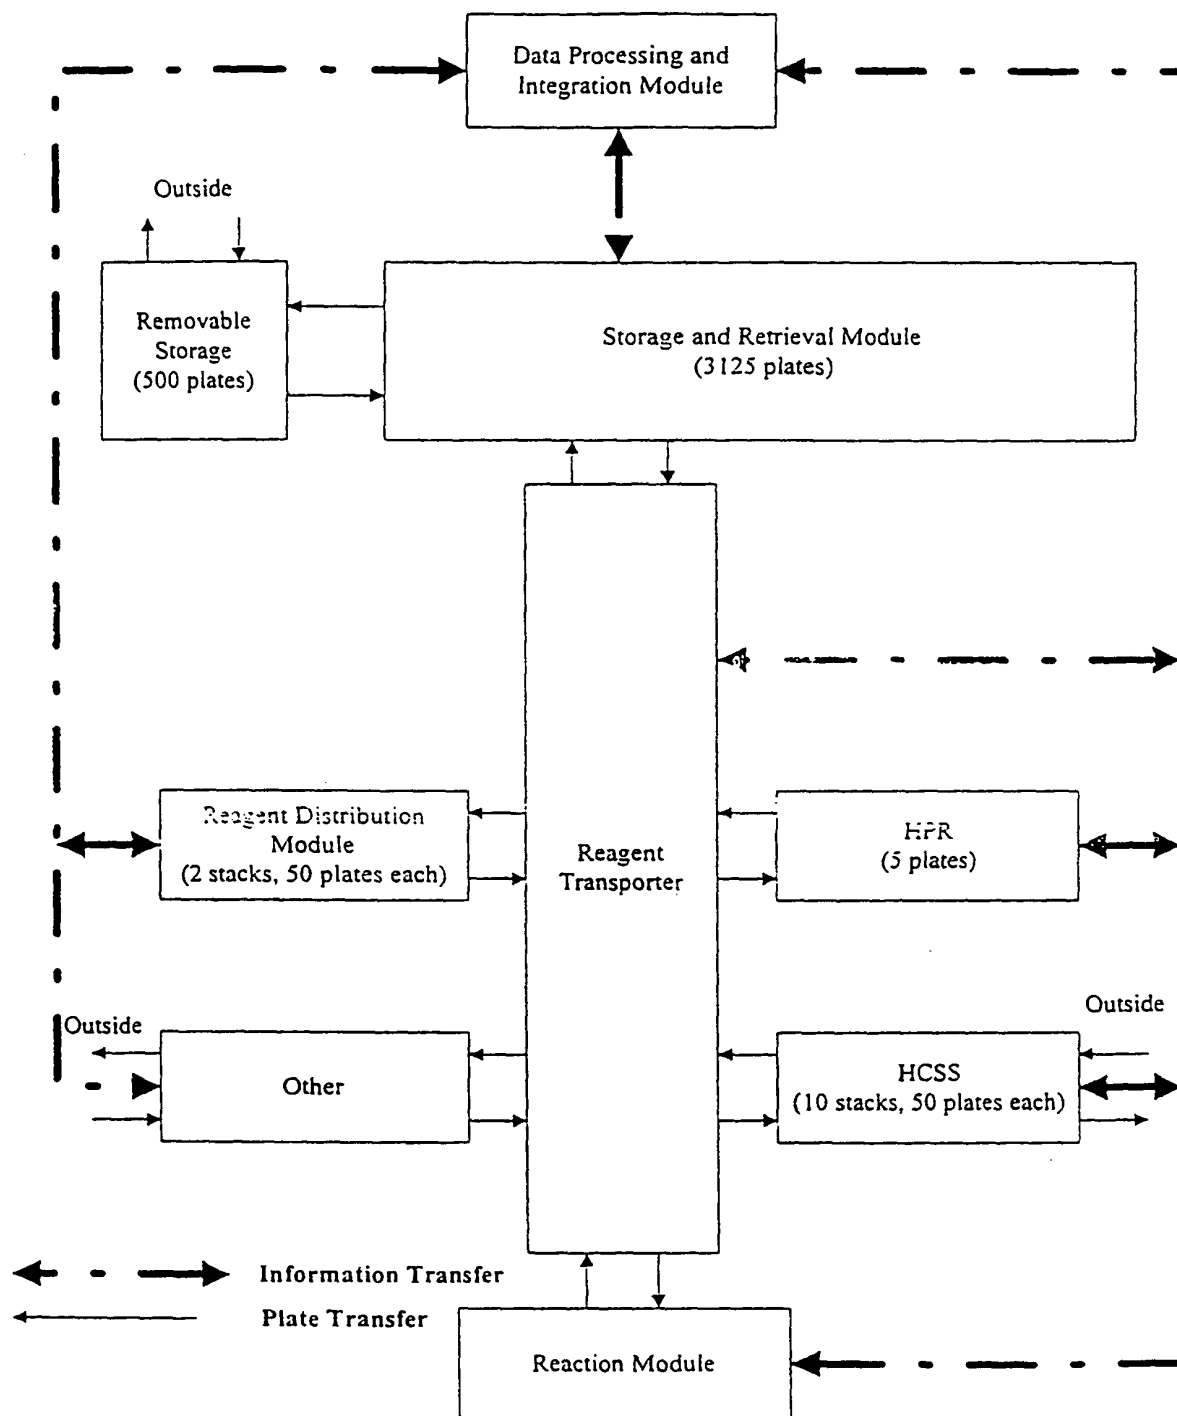 Data Processing and
Integration Module
Outside
Removable
Storage
(500 plates)
Storage and Retrieval Module
(3125 plates)
Reagent Distribution
Module
(2 stacks, 50 plates each)
Reagent
Transporter
HPR
(5 plates)
Outside
Other
Outside
HCSS
(10 stacks, 50 plates each)
Information Transfer
Plate Transfer
Reaction Module